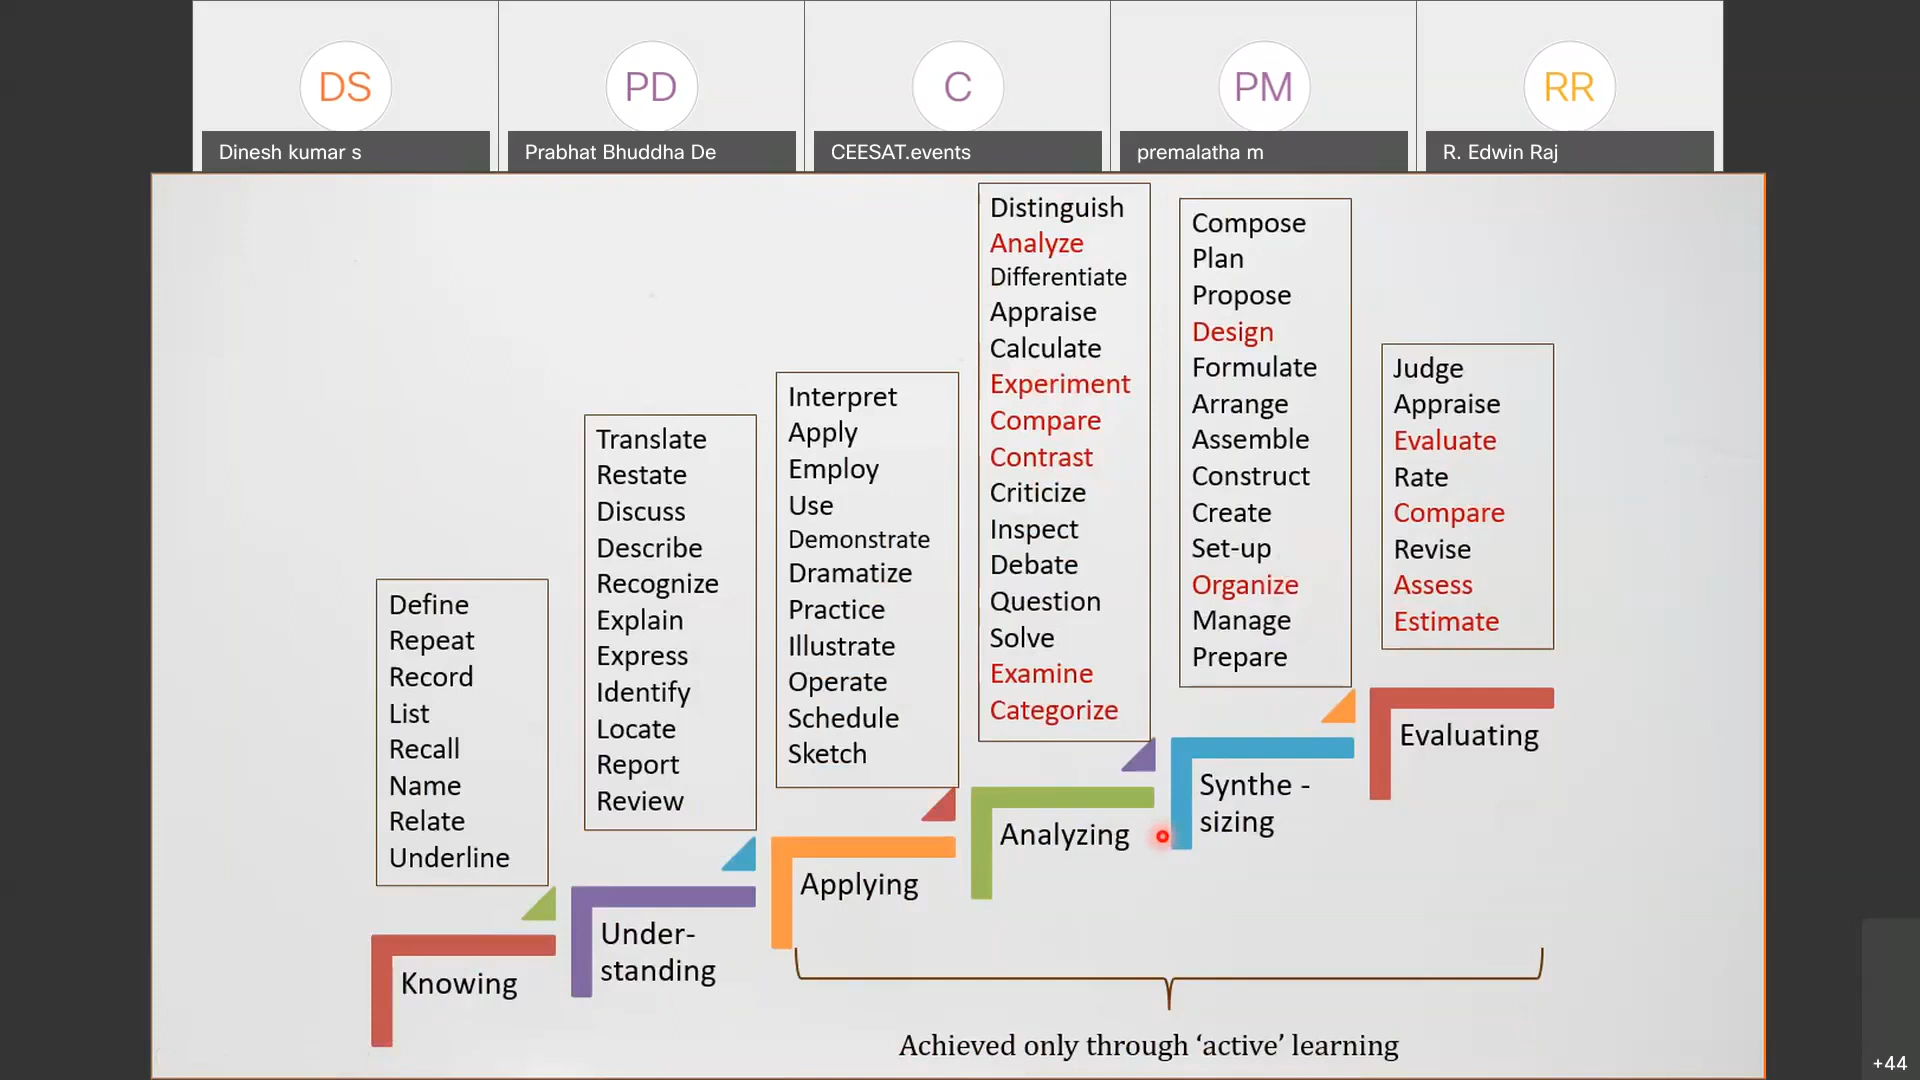 DS
Dinesh kumar s
PD
Prabhat Bhuddha De
C
CEESAT.events
PM
premalatha m
RR
R. Edwin Raj
Define
Repeat
Record
List
Recall
Name
Relate
Underline
Knowing
Translate
Restate
Discuss
Describe
Recognize
Explain
Express
Identify
Locate
Report
Review
Under-
standing
Interpret
Apply
Employ
Use
Demonstrate
Dramatize
Practice
Illustrate
Operate
Schedule
Sketch
Applying
Distinguish
Analyze
Differentiate
Appraise
Calculate
Experiment
Compare
Contrast
Criticize
Inspect
Debate
Question
Solve
Examine
Categorize
Analyzing
Compose
Plan
Propose
Design
Formulate
Arrange
Assemble
Construct
Create
Set-up
Organize
Manage
Prepare
Synthe -
sizing
Judge
Appraise
Evaluate
Rate
Compare
Revise
Assess
Estimate
Evaluating
Achieved only through ‘active’ learning
+44